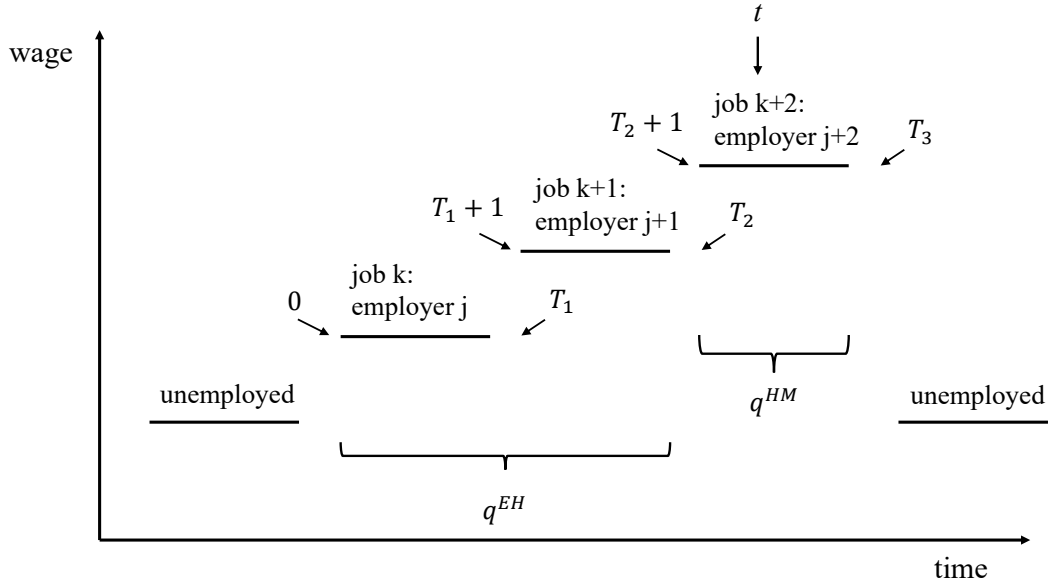 t
wage
job k+2:
employer j+2
T₂ + 1
T₃
job k+1:
employer j+1
T₁ + 1
T₂
job k:
employer j
0
T₁
unemployed
q^{HM}
unemployed
q^{EH}
time